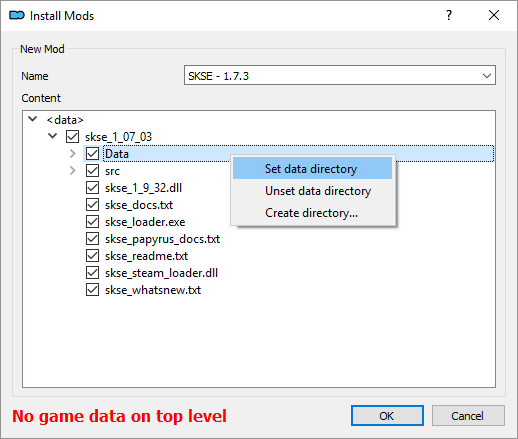 Install Mods
?
New Mod
Name
SKSE - 1.7.3
Content
<data>
skse_1_07_03
Data
src
skse_1_9_32.dll
skse_docs.txt
skse_loader.exe
skse_papyrus_docs.txt
skse_readme.txt
skse_steam_loader.dll
skse_whatsnew.txt
Set data directory
Unset data directory
Create directory...
No game data on top level
OK
Cancel